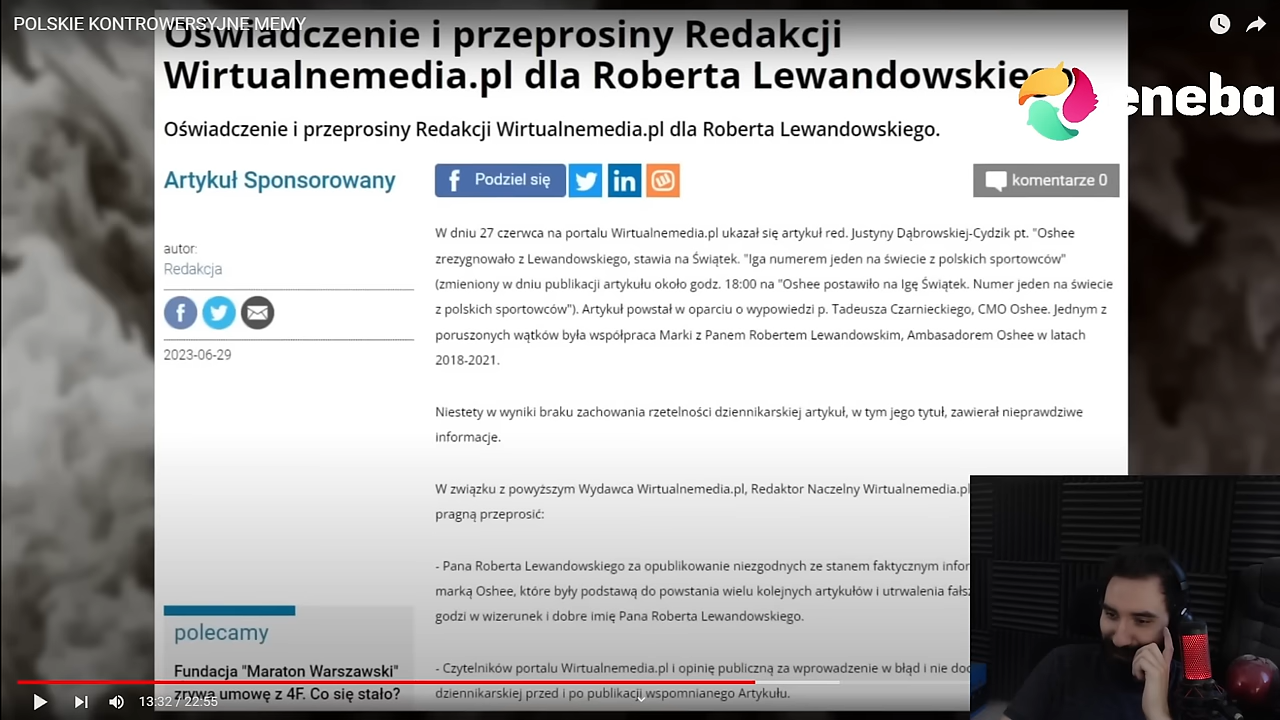 POLSKIE KONTROWERSYJNE MEMY
Oświadczenie i przeprosiny Redakcji
Wirtualnemedia.pl dla Roberta Lewandowskiego
eneba
Oświadczenie i przeprosiny Redakcji Wirtualnemedia.pl dla Roberta Lewandowskiego.
Artykuł Sponsorowany
Podziel się
komentarze 0
autor:
Redakcja
2023-06-29
W dniu 27 czerwca na portalu Wirtualnemedia.pl ukazał się artykuł red. Justyny Dąbrowskiej-Cydzik pt. "Oshee
zrezygnowało z Lewandowskiego, stawia na Świątek. "Iga numerem jeden na świecie z polskich sportowców"
(zmieniony w dniu publikacji artykułu około godz. 18:00 na "Oshee postawiło na Igę Świątek. Numer jeden na świecie
z polskich sportowców"). Artykuł powstał w oparciu o wypowiedzi p. Tadeusza Czarnieckiego, CMO Oshee. Jednym z
poruszonych wątków była współpraca Marki z Panem Robertem Lewandowskim, Ambasadorem Oshee w latach
2018-2021.
Niestety w wyniki braku zachowania rzetelności dziennikarskiej artykuł, w tym jego tytuł, zawierał nieprawdziwe
informacje.
W związku z powyższym Wydawca Wirtualnemedia.pl, Redaktor Naczelny Wirtualnemedia.pl
pragną przeprosić:
- Pana Roberta Lewandowskiego za opublikowanie niezgodnych ze stanem faktycznym
marką Oshee, które były podstawą do powstania wielu kolejnych artykułów i utrwalenia
godzi w wizerunek i dobre imię Pana Roberta Lewandowskiego.
- Czytelników portalu Wirtualnemedia.pl i opinię publiczną za wprowadzenie w błąd i nie
dziennikarskiej przed i po publikacji wspomnianego Artykułu.
polecamy
Fundacja "Maraton Warszawski"
zrywa umowę z 4F. Co się stało?
13:32 / 22:55